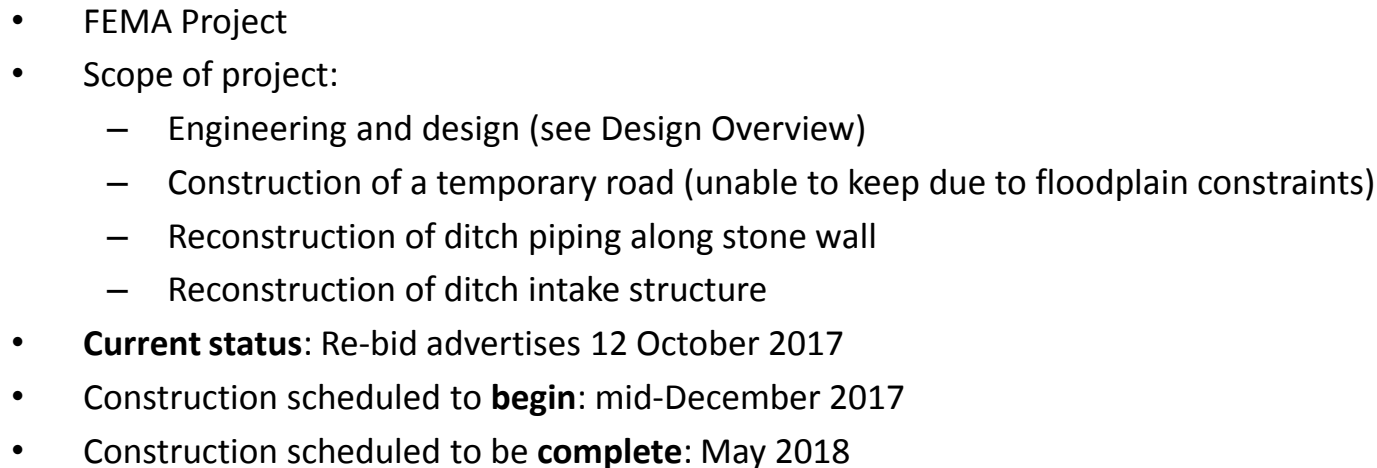 • FEMA Project
• Scope of project:
– Engineering and design (see Design Overview)
– Construction of a temporary road (unable to keep due to floodplain constraints)
– Reconstruction of ditch piping along stone wall
– Reconstruction of ditch intake structure
• Current status: Re-bid advertises 12 October 2017
• Construction scheduled to begin: mid-December 2017
• Construction scheduled to be complete: May 2018